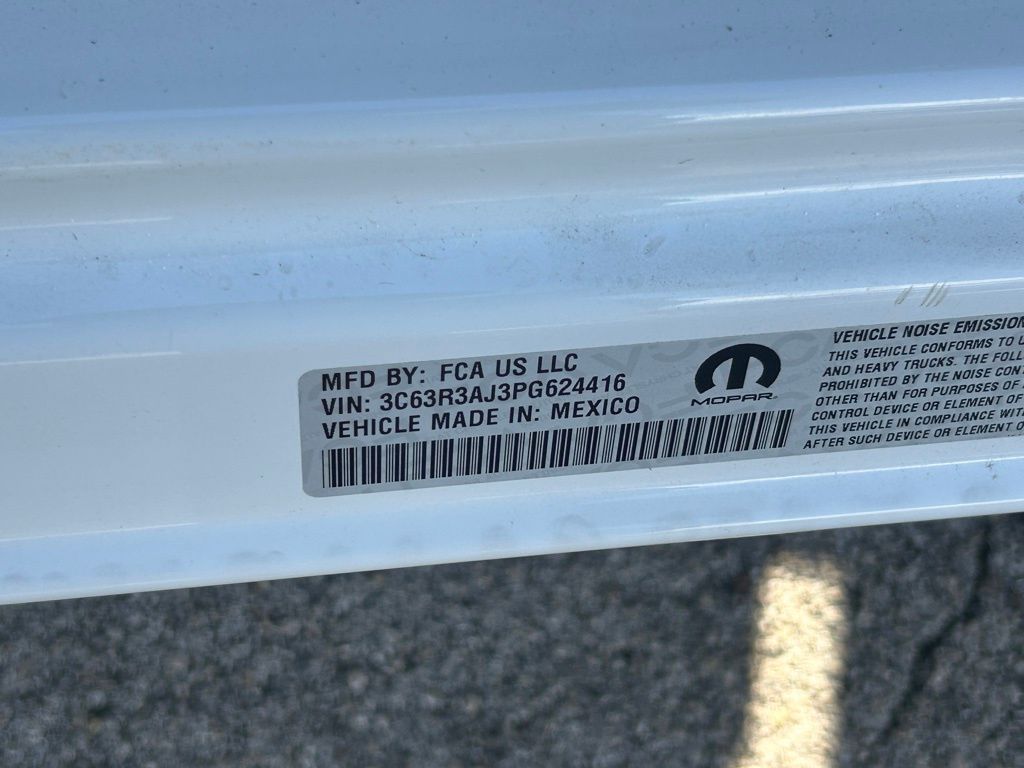 MFD BY: FCA US LLC
VIN: 3C63R3AJ3PG624416
VEHICLE MADE IN: MEXICO
MOPAR
VEHICLE NOISE EMISSION
THIS VEHICLE CONFORMS TO U
AND HEAVY TRUCKS. THE FOLL
PROHIBITED BY THE NOISE CON
OTHER THAN FOR PURPOSES OF
CONTROL DEVICE OR ELEMENT OF
THIS VEHICLE IN COMPLIANCE WIT
AFTER SUCH DEVICE OR ELEMENT O